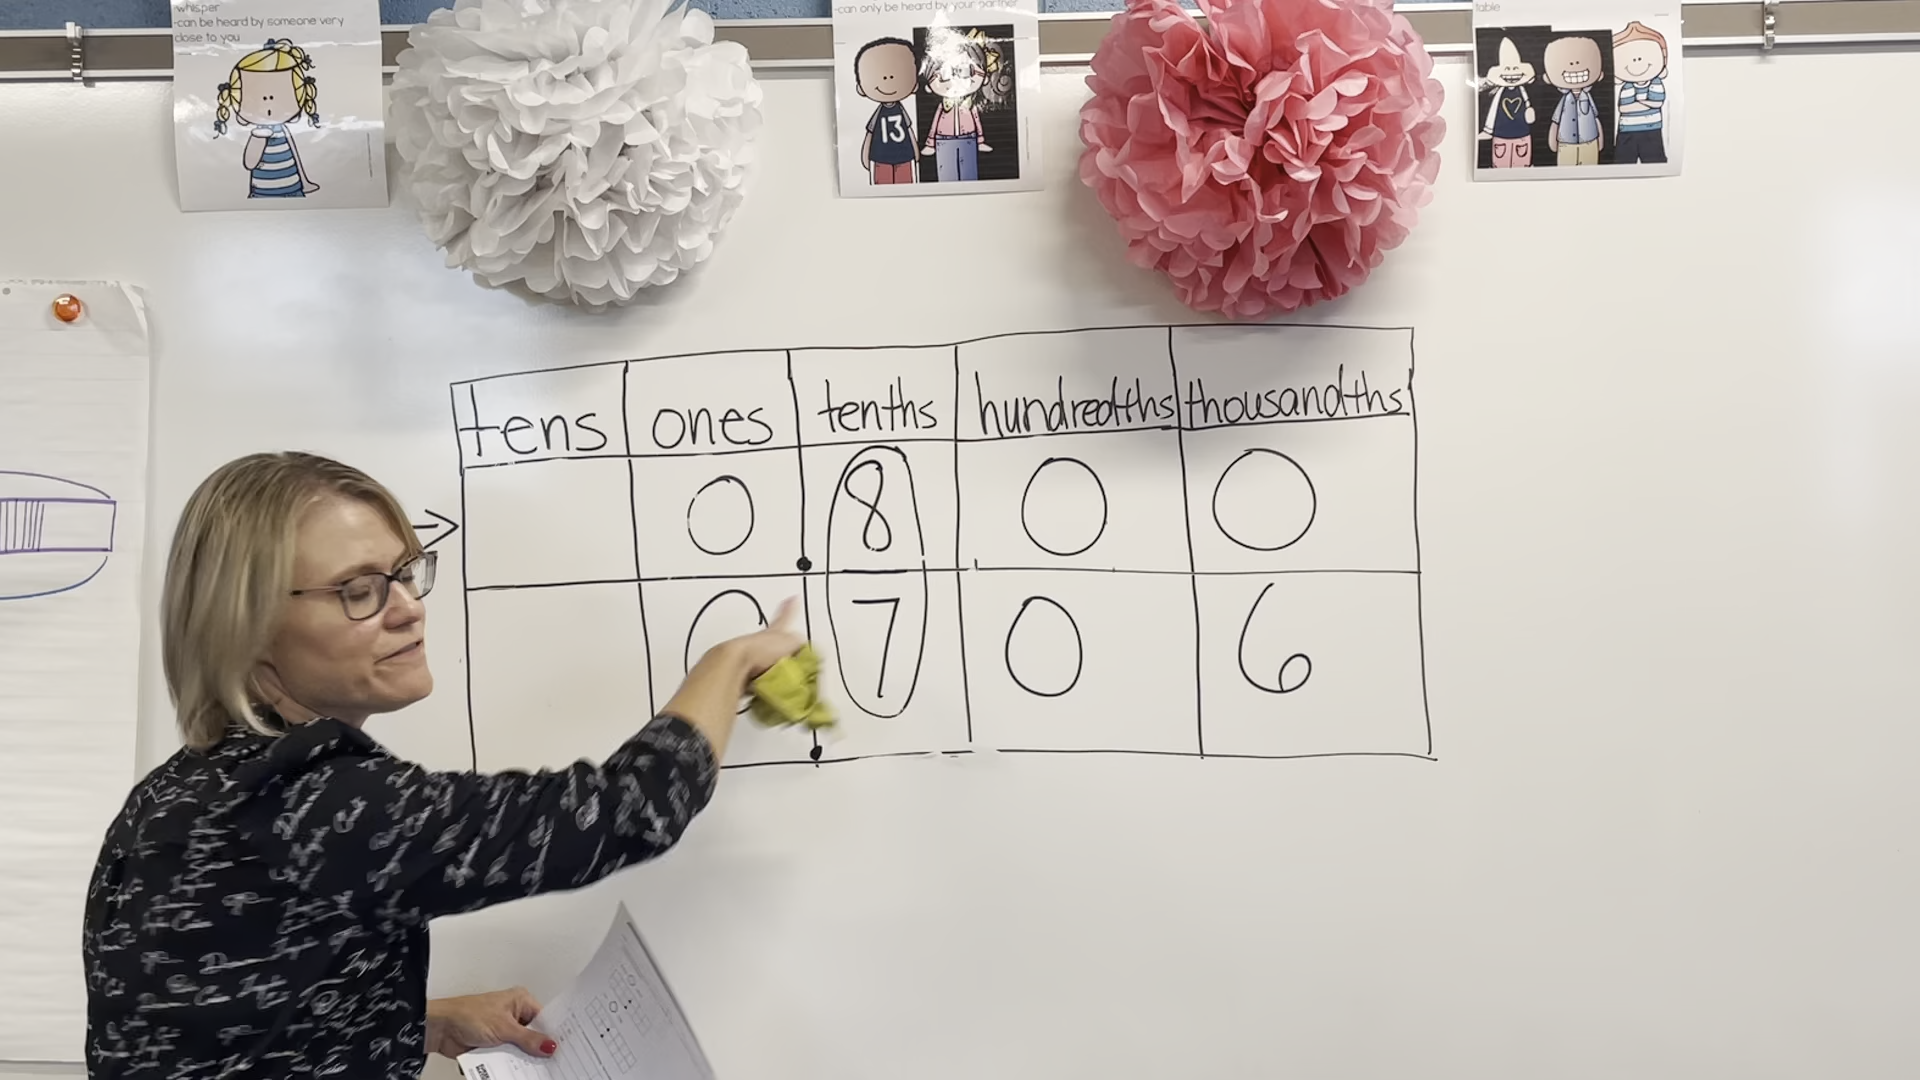 whisper
-can be heard by someone very
close to you
-can only be heard by your partner
table
13
tens ones tenths hundredths thousandths
0 8 0 0
0 7 0 6